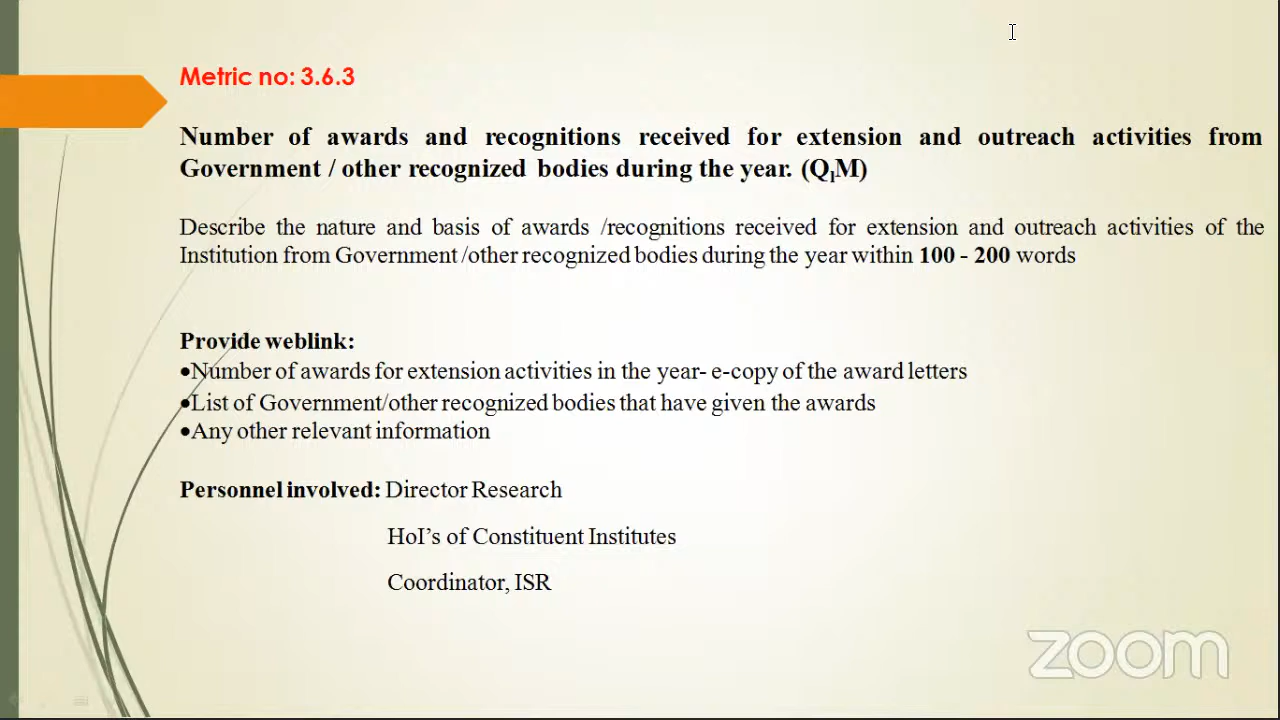 Metric no: 3.6.3
Number of awards and recognitions received for extension and outreach activities from
Government / other recognized bodies during the year. (QlM)
Describe the nature and basis of awards /recognitions received for extension and outreach activities of the
Institution from Government /other recognized bodies during the year within 100 - 200 words
Provide weblink:
•Number of awards for extension activities in the year- e-copy of the award letters
•List of Government/other recognized bodies that have given the awards
•Any other relevant information
Personnel involved: Director Research
HoI’s of Constituent Institutes
Coordinator, ISR
zoom